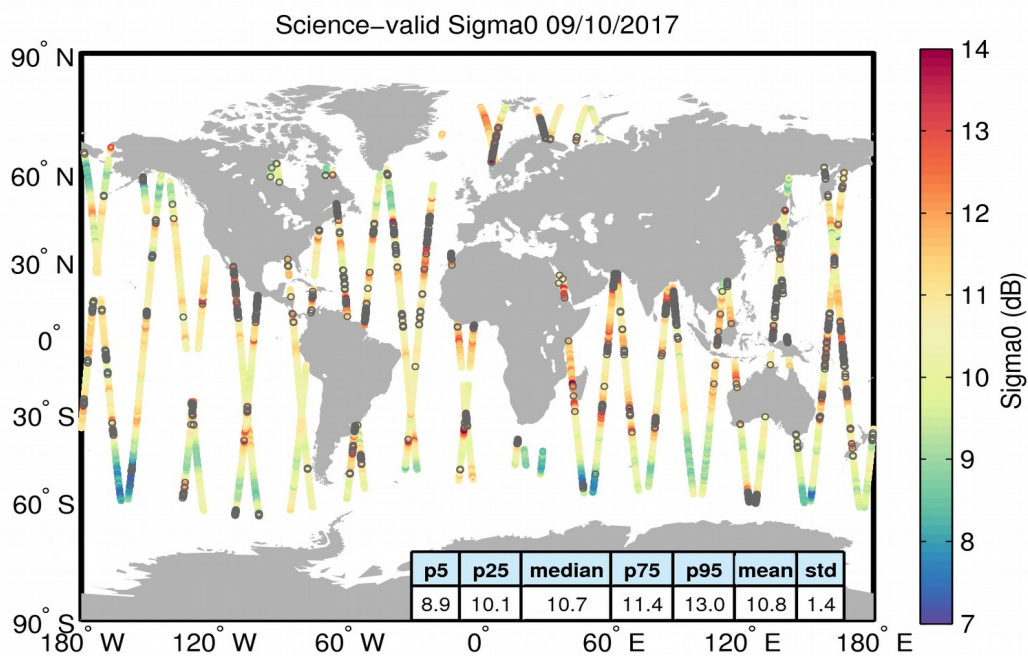 Science−valid Sigma0 09/10/2017
90° N
60° N
30° N
0°
30° S
60° S
90° S
180° W
120° W
60° W
0°
60° E
120° E
180° E
p5 p25 median p75 p95 mean std
8.9 10.1 10.7 11.4 13.0 10.8 1.4
14
13
12
11
10
9
8
7
Sigma0 (dB)